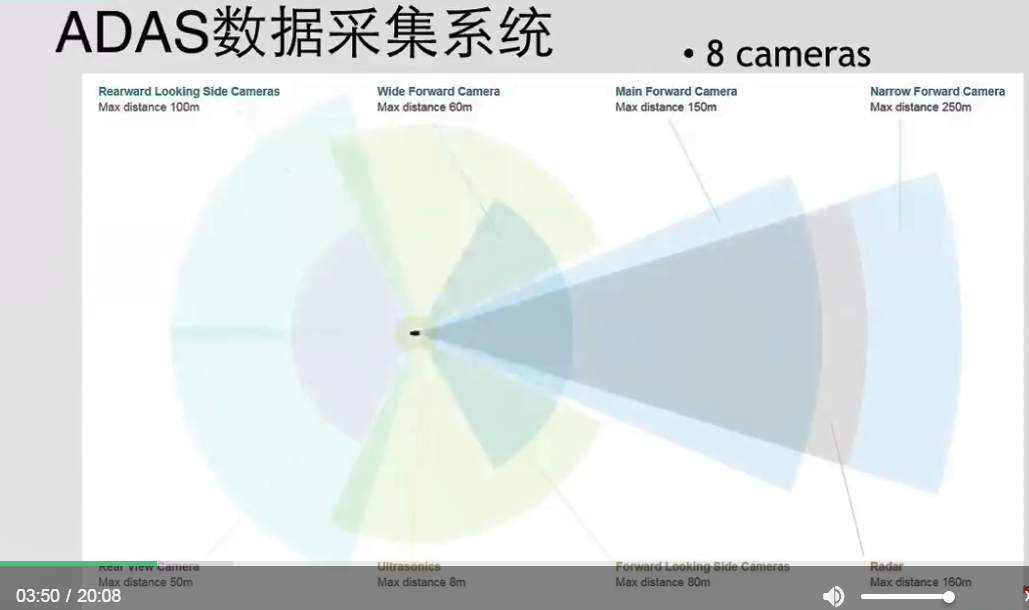 ADAS数据采集系统
• 8 cameras
Rearward Looking Side Cameras
Max distance 100m
Wide Forward Camera
Max distance 60m
Main Forward Camera
Max distance 150m
Narrow Forward Camera
Max distance 250m
Rear View Camera
Max distance 50m
Ultrasonics
Max distance 8m
Forward Looking Side Cameras
Max distance 80m
Radar
Max distance 160m
03:50 / 20:08